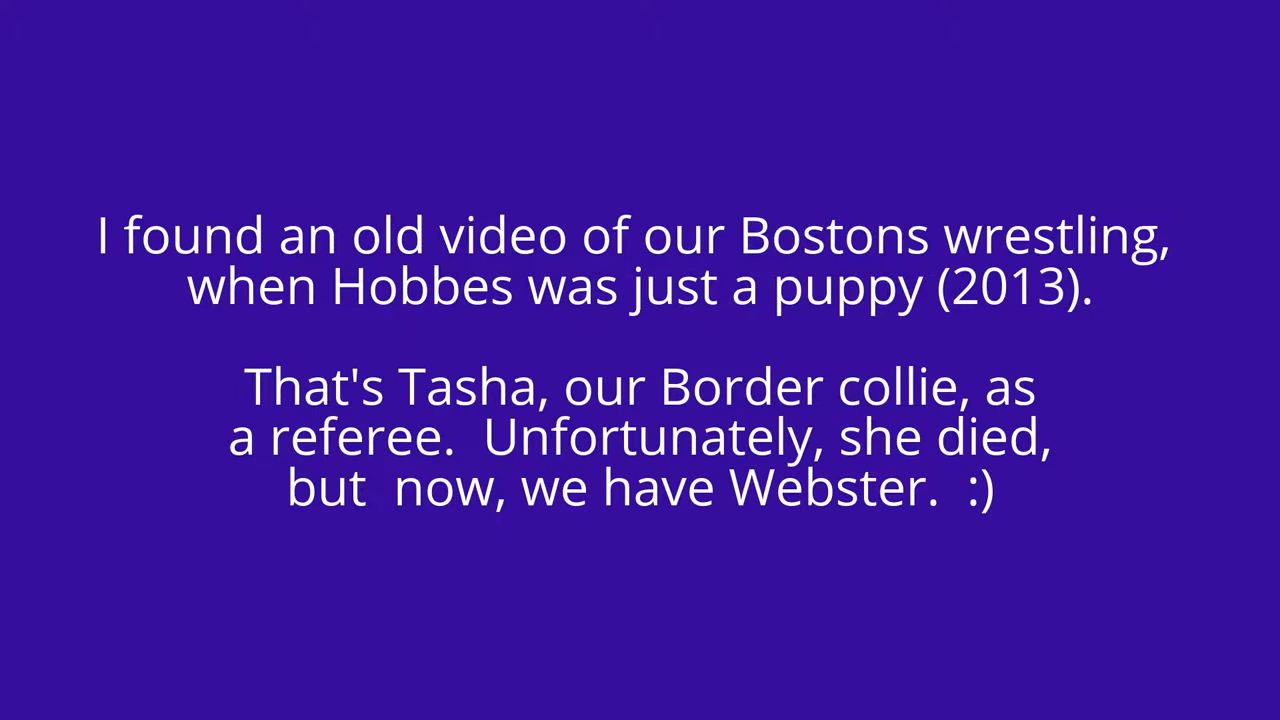 I found an old video of our Bostons wrestling,
when Hobbes was just a puppy (2013).
That's Tasha, our Border collie, as
a referee.  Unfortunately, she died,
but  now, we have Webster.  :)